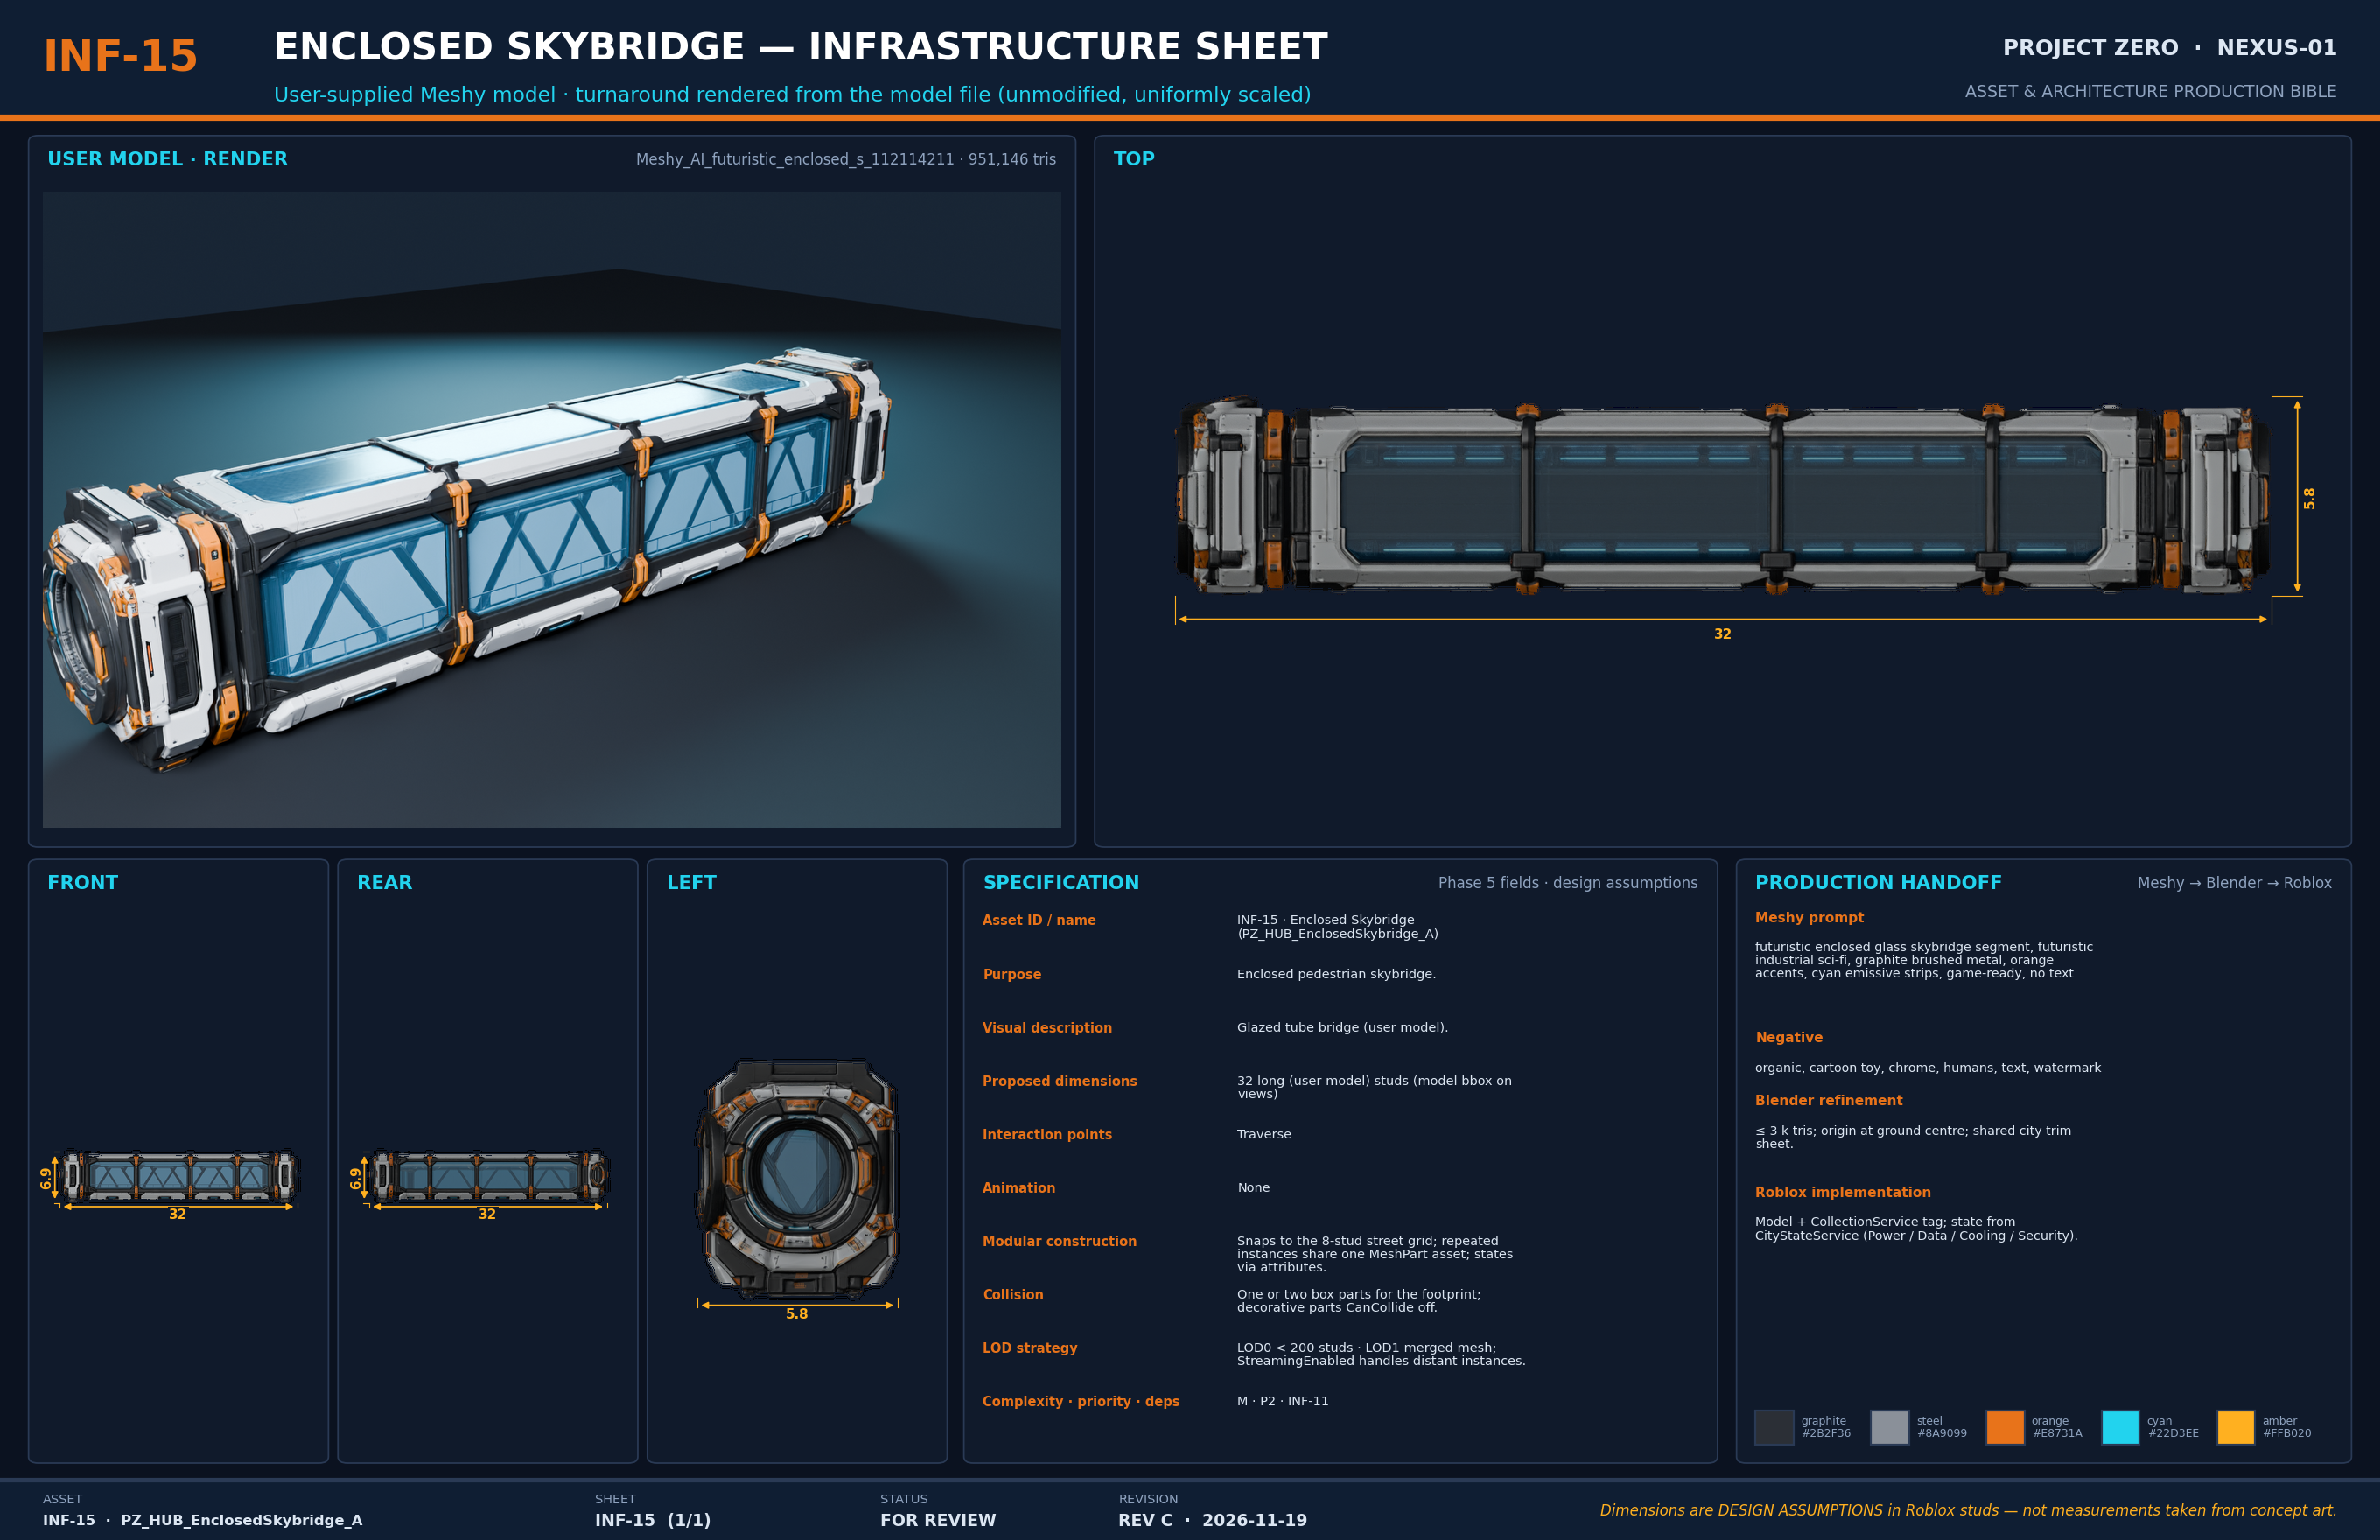 INF-15
ENCLOSED SKYBRIDGE — INFRASTRUCTURE SHEET
User-supplied Meshy model · turnaround rendered from the model file (unmodified, uniformly scaled)
PROJECT ZERO · NEXUS-01
ASSET & ARCHITECTURE PRODUCTION BIBLE
USER MODEL · RENDER
Meshy_AI_futuristic_enclosed_s_112114211 · 951,146 tris
TOP
5.8
32
FRONT
6.9
32
REAR
6.9
32
LEFT
5.8
SPECIFICATION
Phase 5 fields · design assumptions
Asset ID / name
INF-15 · Enclosed Skybridge
(PZ_HUB_EnclosedSkybridge_A)
Purpose
Enclosed pedestrian skybridge.
Visual description
Glazed tube bridge (user model).
Proposed dimensions
32 long (user model) studs (model bbox on
views)
Interaction points
Traverse
Animation
None
Modular construction
Snaps to the 8-stud street grid; repeated
instances share one MeshPart asset; states
via attributes.
Collision
One or two box parts for the footprint;
decorative parts CanCollide off.
LOD strategy
LOD0 < 200 studs · LOD1 merged mesh;
StreamingEnabled handles distant instances.
Complexity · priority · deps
M · P2 · INF-11
PRODUCTION HANDOFF
Meshy → Blender → Roblox
Meshy prompt
futuristic enclosed glass skybridge segment, futuristic
industrial sci-fi, graphite brushed metal, orange
accents, cyan emissive strips, game-ready, no text
Negative
organic, cartoon toy, chrome, humans, text, watermark
Blender refinement
≤ 3 k tris; origin at ground centre; shared city trim
sheet.
Roblox implementation
Model + CollectionService tag; state from
CityStateService (Power / Data / Cooling / Security).
graphite
#2B2F36
steel
#8A9099
orange
#E8731A
cyan
#22D3EE
amber
#FFB020
ASSET
INF-15 · PZ_HUB_EnclosedSkybridge_A
SHEET
INF-15 (1/1)
STATUS
FOR REVIEW
REVISION
REV C · 2026-11-19
Dimensions are DESIGN ASSUMPTIONS in Roblox studs — not measurements taken from concept art.